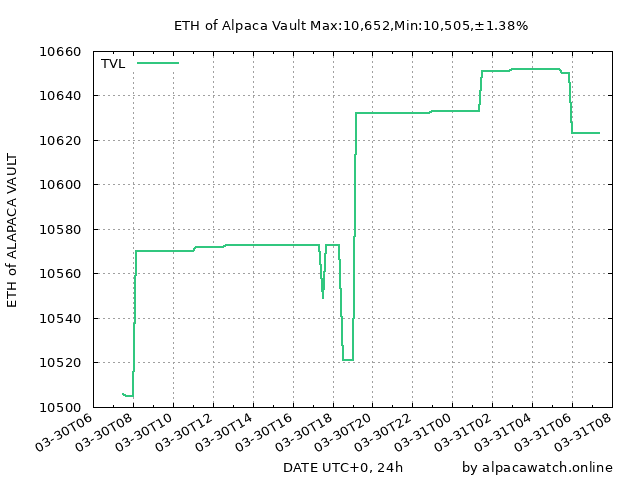 ETH of Alpaca Vault Max:10,652,Min:10,505,±1.38%
TVL
10660
10640
10620
10600
10580
10560
10540
10520
10500
ETH of ALAPACA VAULT
03-30T06
03-30T08
03-30T10
03-30T12
03-30T14
03-30T16
03-30T18
03-30T20
03-30T22
03-31T00
03-31T02
03-31T04
03-31T06
03-31T08
DATE UTC+0, 24h
by alpacawatch.online